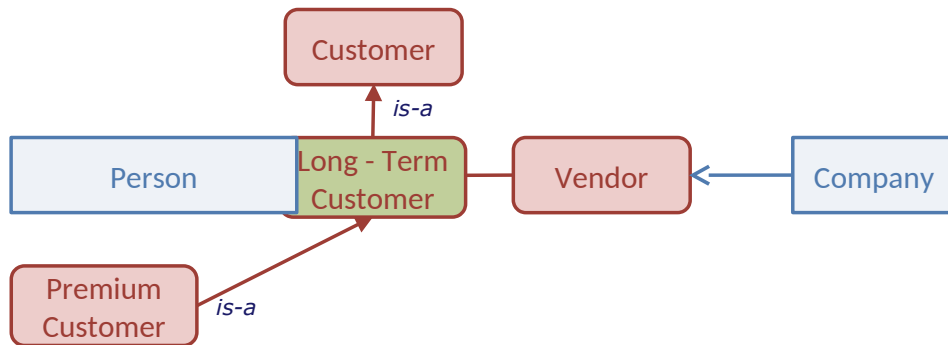 Customer
is-a
Person
Long - Term
Customer
Vendor
Company
Premium
Customer
is-a